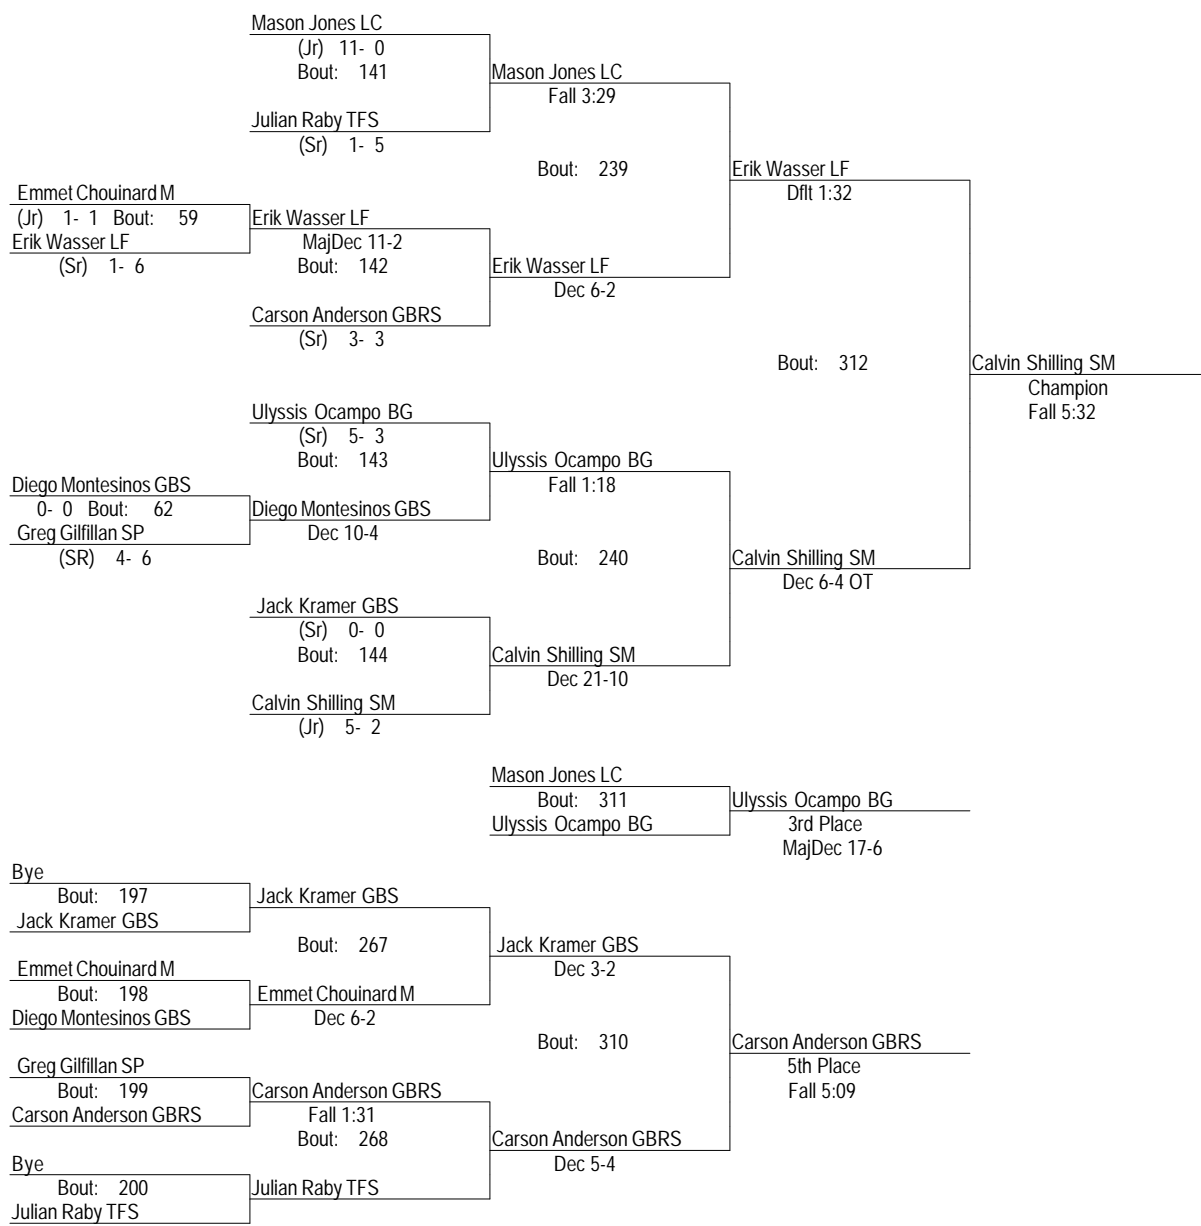 Mason Jones LC
(Jr) 11- 0
Bout: 141
Mason Jones LC
Fall 3:29
Julian Raby TFS
(Sr) 1- 5
Bout: 239
Erik Wasser LF
Dflt 1:32
Emmet Chouinard M
(Jr) 1- 1 Bout: 59
Erik Wasser LF
MajDec 11-2
Erik Wasser LF
(Sr) 1- 6
Bout: 142
Erik Wasser LF
Dec 6-2
Carson Anderson GBRS
(Sr) 3- 3
Bout: 312
Calvin Shilling SM
Champion
Fall 5:32
Ulyssis Ocampo BG
(Sr) 5- 3
Bout: 143
Ulyssis Ocampo BG
Fall 1:18
Diego Montesinos GBS
0- 0 Bout: 62
Diego Montesinos GBS
Dec 10-4
Greg Gilfillan SP
(SR) 4- 6
Bout: 240
Calvin Shilling SM
Dec 6-4 OT
Jack Kramer GBS
(Sr) 0- 0
Bout: 144
Calvin Shilling SM
Dec 21-10
Calvin Shilling SM
(Jr) 5- 2
Mason Jones LC
Bout: 311
Ulyssis Ocampo BG
Ulyssis Ocampo BG
3rd Place
MajDec 17-6
Bye
Bout: 197
Jack Kramer GBS
Jack Kramer GBS
Bout: 267
Jack Kramer GBS
Dec 3-2
Emmet Chouinard M
Bout: 198
Diego Montesinos GBS
Emmet Chouinard M
Dec 6-2
Bout: 310
Carson Anderson GBRS
5th Place
Fall 5:09
Greg Gilfillan SP
Bout: 199
Carson Anderson GBRS
Carson Anderson GBRS
Fall 1:31
Bout: 268
Carson Anderson GBRS
Dec 5-4
Bye
Bout: 200
Julian Raby TFS
Julian Raby TFS